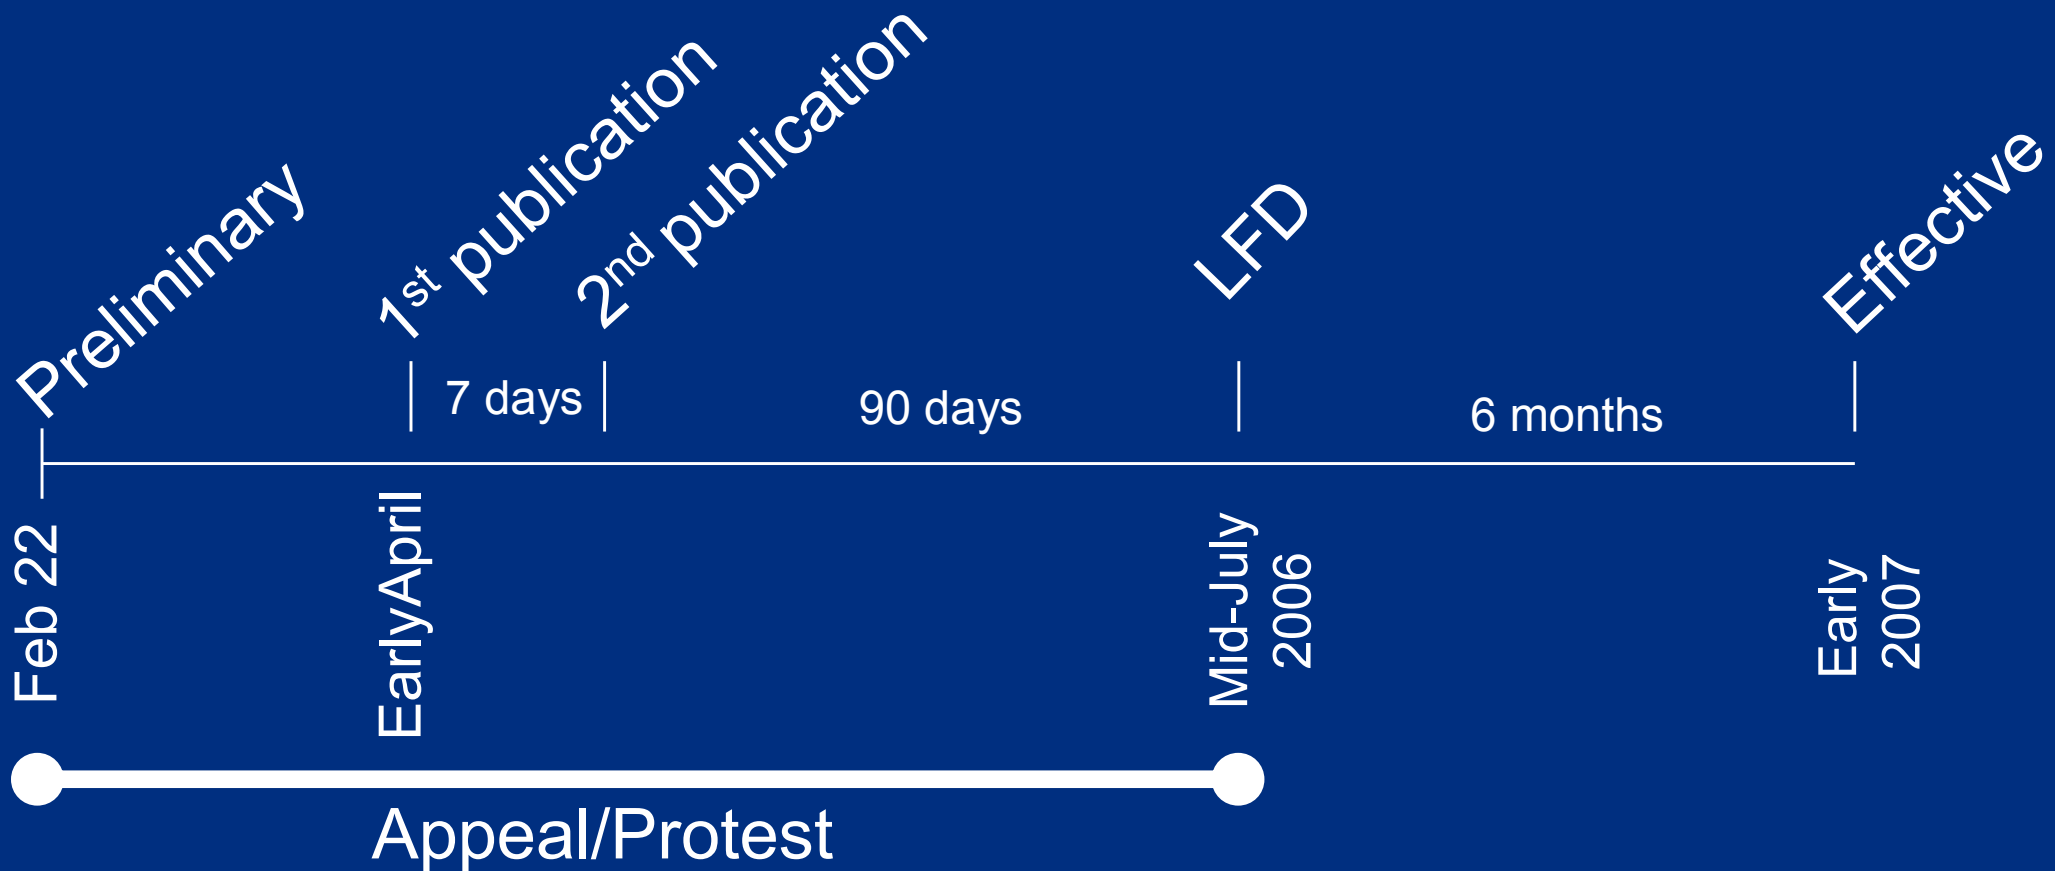 Preliminary
1st publication
2nd publication
LFD
Effective
7 days
90 days
6 months
Feb 22
EarlyApril
Mid-July
2006
Early
2007
Appeal/Protest